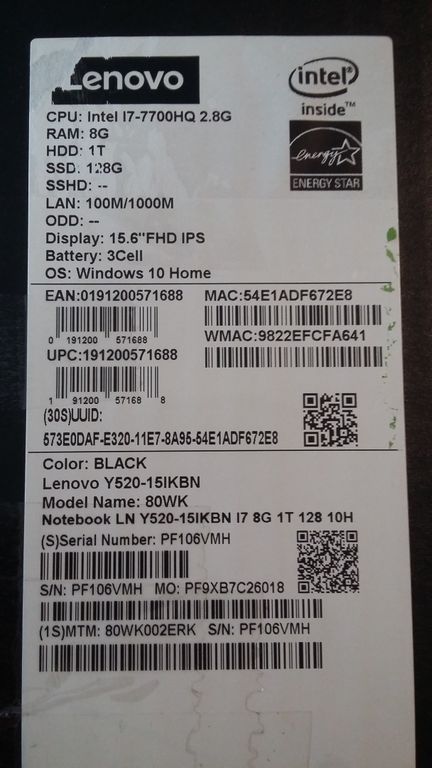 Lenovo
intel®
inside™
CPU: Intel I7-7700HQ 2.8G
RAM: 8G
HDD: 1T
SSD: 128G
SSHD: --
LAN: 100M/1000M
ODD: --
Display: 15.6"FHD IPS
Battery: 3Cell
OS: Windows 10 Home
energy
ENERGY STAR
EAN:0191200571688
0 191200 571688
UPC:191200571688
1 91200 57168 8
MAC:54E1ADF672E8
WMAC:9822EFCFA641
(30S)UUID:
573E0DAF-E320-11E7-8A95-54E1ADF672E8
Color: BLACK
Lenovo Y520-15IKBN
Model Name: 80WK
Notebook LN Y520-15IKBN I7 8G 1T 128 10H
(S)Serial Number: PF106VMH
S/N: PF106VMH MO: PF9XB7C26018
(1S)MTM: 80WK002ERK S/N: PF106VMH